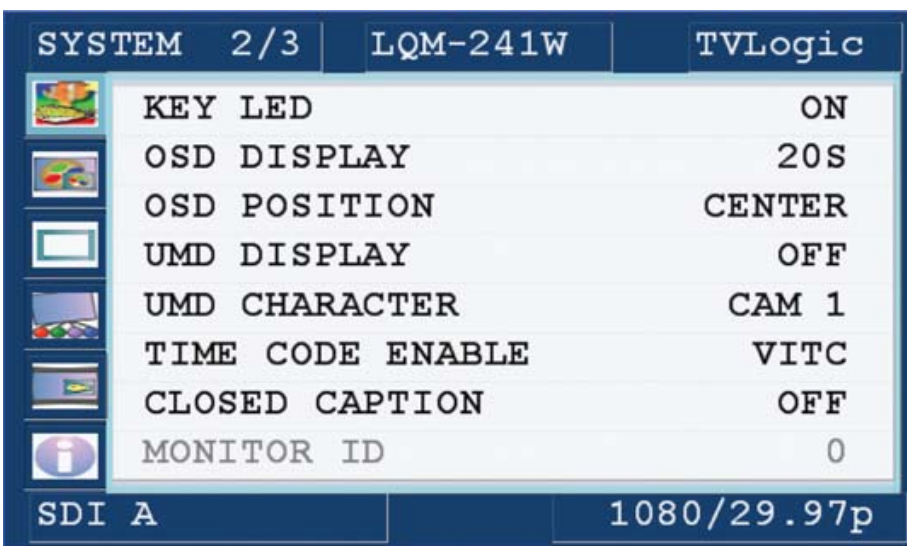 SYSTEM 2/3 LQM-241W TVLogic
KEY LED ON
OSD DISPLAY 20S
OSD POSITION CENTER
UMD DISPLAY OFF
UMD CHARACTER CAM 1
TIME CODE ENABLE VITC
CLOSED CAPTION OFF
MONITOR ID 0
SDI A 1080/29.97p